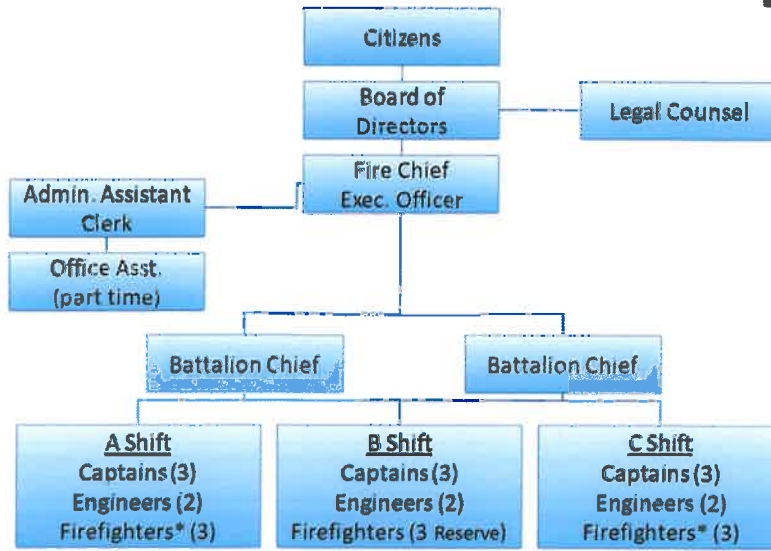 Citizens
Board of
Directors
Legal Counsel
Fire Chief
Exec. Officer
Admin. Assistant
Clerk
Office Asst.
(part time)
Battalion Chief
Battalion Chief
A Shift
Captains (3)
Engineers (2)
Firefighters* (3)
B Shift
Captains (3)
Engineers (2)
Firefighters (3 Reserve)
C Shift
Captains (3)
Engineers (2)
Firefighters* (3)